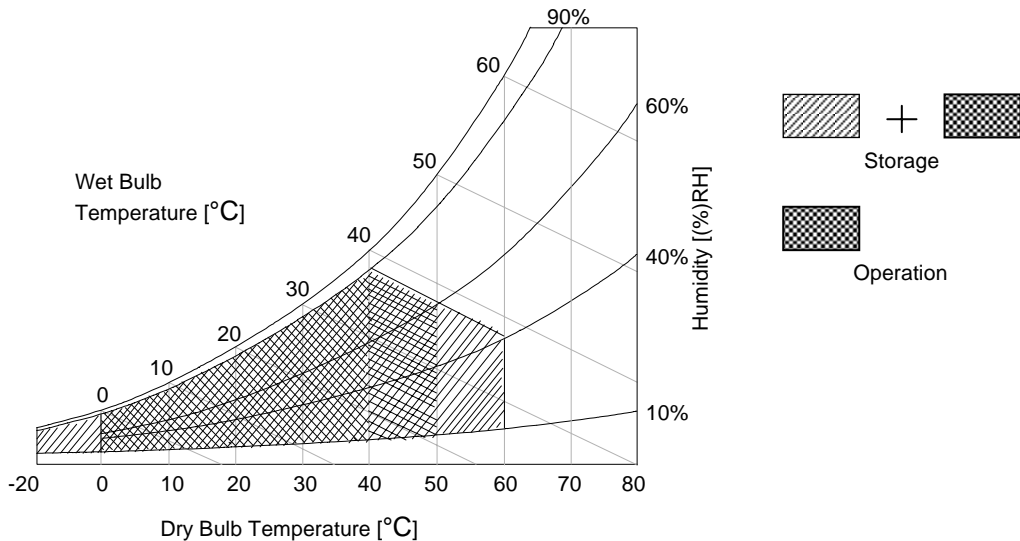 90%
60
60%
50
Wet Bulb
Temperature [°C]
40
40%
30
20
10
0
10%
Humidity [(%)RH]
-20 0 10 20 30 40 50 60 70 80
Dry Bulb Temperature [°C]
+
Storage
Operation